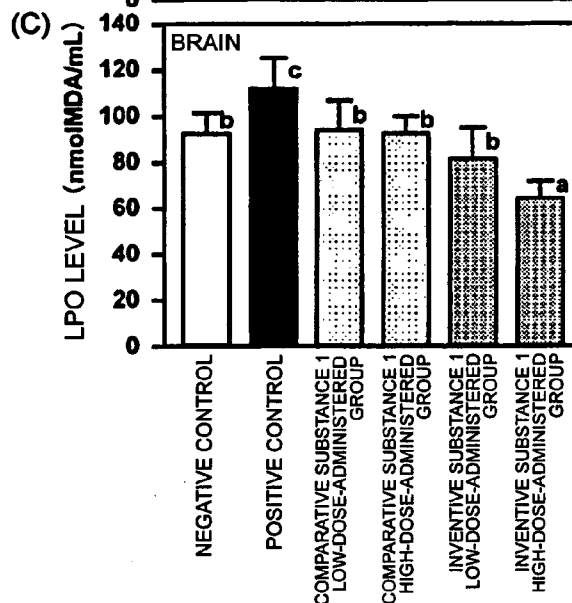 0
(C)
140
BRAIN
120
100
80
60
40
20
0
LPO LEVEL (nmolMDA/mL)
b
c
b
b
b
a
NEGATIVE CONTROL
POSITIVE CONTROL
COMPARATIVE SUBSTANCE 1
LOW-DOSE-ADMINISTERED
GROUP
COMPARATIVE SUBSTANCE 1
HIGH-DOSE-ADMINISTERED
GROUP
INVENTIVE SUBSTANCE 1
LOW-DOSE-ADMINISTERED
GROUP
INVENTIVE SUBSTANCE 1
HIGH-DOSE-ADMINISTERED
GROUP